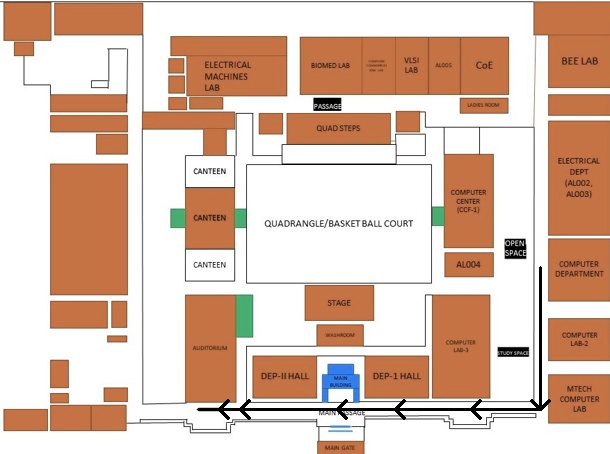 ELECTRICAL
MACHINES
LAB
BIOMED LAB
VLSI
LAB
AL005
CoE
BEE LAB
PASSAGE
LADIES ROOM
QUAD STEPS
ELECTRICAL
DEPT
(AL002,
AL003)
CANTEEN
CANTEEN
CANTEEN
QUADRANGLE/BASKET BALL COURT
COMPUTER
CENTER
(CCF-1)
OPEN
SPACE
AL004
COMPUTER
DEPARTMENT
STAGE
WASHROOM
AUDITORIUM
COMPUTER
LAB-3
STUDY SPACE
COMPUTER
LAB-2
DEP-II HALL
MAIN
BUILDING
DEP-1 HALL
MTECH
COMPUTER
LAB
MAIN PASSAGE
MAIN GATE